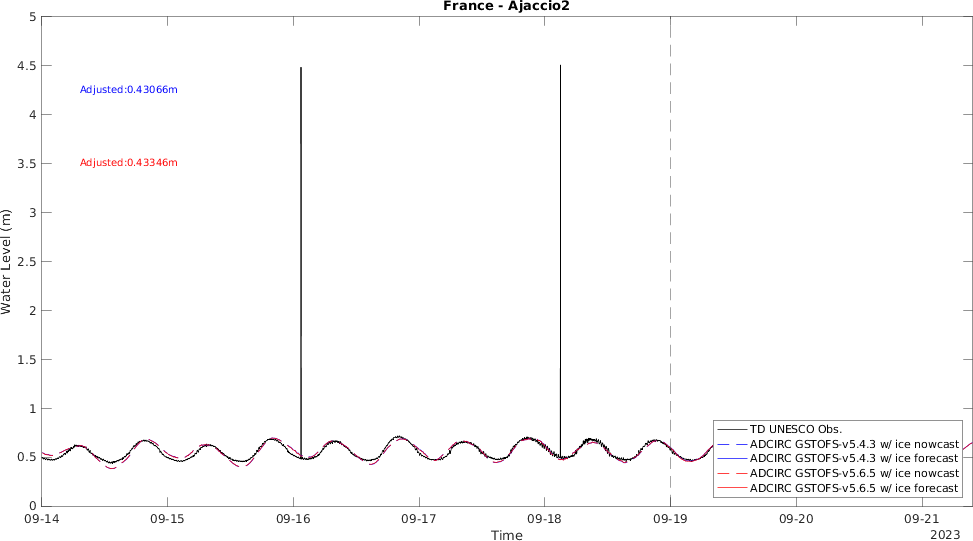 France - Ajaccio2
5
4.5
4
3.5
3
2.5
2
1.5
1
0.5
0
Water Level (m)
Adjusted:0.43066m
Adjusted:0.43346m
TD UNESCO Obs.
ADCIRC GSTOFS-v5.4.3 w/ ice nowcast
ADCIRC GSTOFS-v5.4.3 w/ ice forecast
ADCIRC GSTOFS-v5.6.5 w/ ice nowcast
ADCIRC GSTOFS-v5.6.5 w/ ice forecast
09-14 09-15 09-16 09-17 09-18 09-19 09-20 09-21
Time
2023